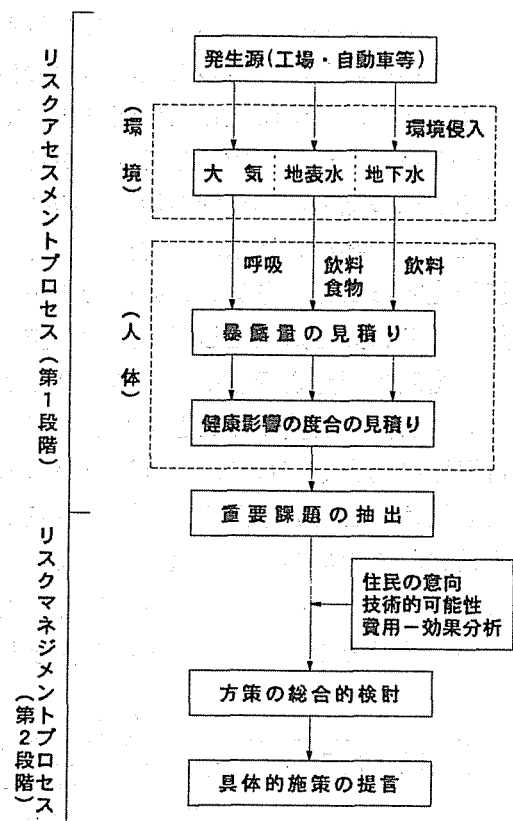 リスクアセスメントプロセス(第1段階)
発生源(工場・自動車等)
(環境)
環境侵入
大気 地表水 地下水
呼吸 飲料 飲料
食物
(人体)
暴露量の見積り
健康影響の度合の見積り
重要課題の抽出
リスクマネジメントプロセス
(第2段階)
住民の意向
技術的可能性
費用ー効果分析
方策の総合的検討
具体的施策の提言